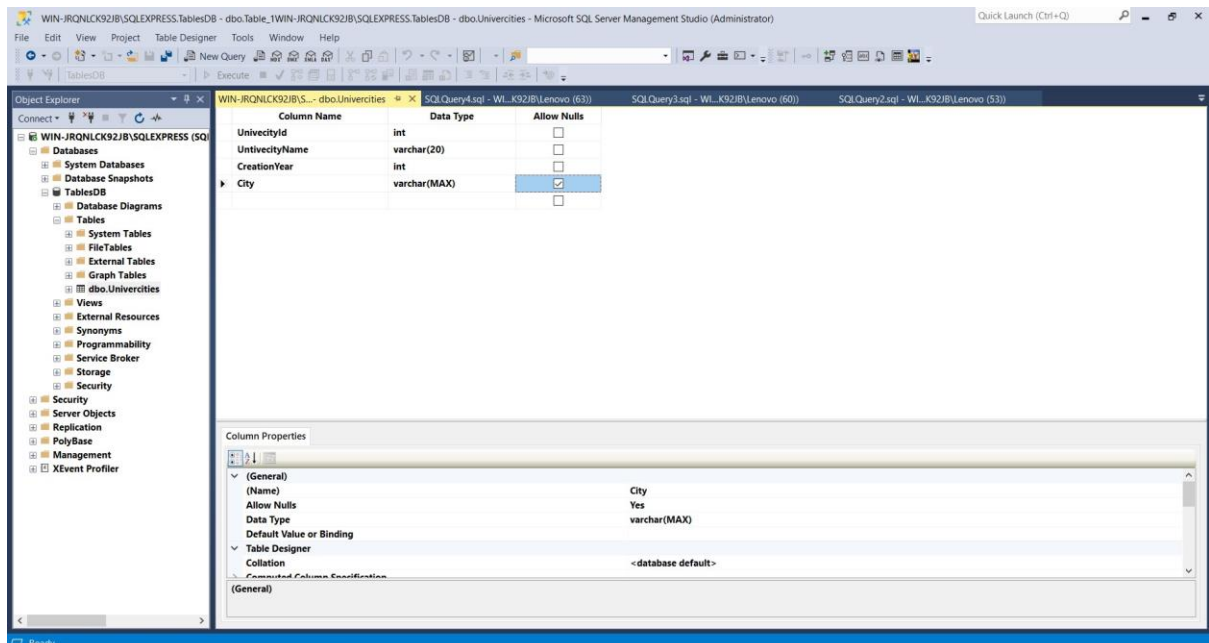 WIN-JRQNLCK92JB\SQLEXPRESS.TablesDB - dbo.Table_1WIN-JRQNLCK92JB\SQLEXPRESS.TablesDB - dbo.Univercities - Microsoft SQL Server Management Studio (Administrator)
Quick Launch (Ctrl+Q)
File Edit View Project Table Designer Tools Window Help
New Query
TablesDB Execute
Object Explorer
WIN-JRQNLCK92JB\S...- dbo.Univercities SQLQuery4.sql - WI...K92JB\Lenovo (63)) SQLQuery3.sql - WI...K92JB\Lenovo (60)) SQLQuery2.sql - WI...K92JB\Lenovo (53))
Connect
WIN-JRQNLCK92JB\SQLEXPRESS (SQL
Databases
System Databases
Database Snapshots
TablesDB
Database Diagrams
Tables
System Tables
FileTables
External Tables
Graph Tables
dbo.Univercities
Views
External Resources
Synonyms
Programmability
Service Broker
Storage
Security
Security
Server Objects
Replication
PolyBase
Management
XEvent Profiler
Column Name Data Type Allow Nulls
UnivecityId int
UntivecityName varchar(20)
CreationYear int
City varchar(MAX)
Column Properties
(General)
(Name) City
Allow Nulls Yes
Data Type varchar(MAX)
Default Value or Binding
Table Designer
Collation <database default>
Computed Column Specification
(General)
Ready